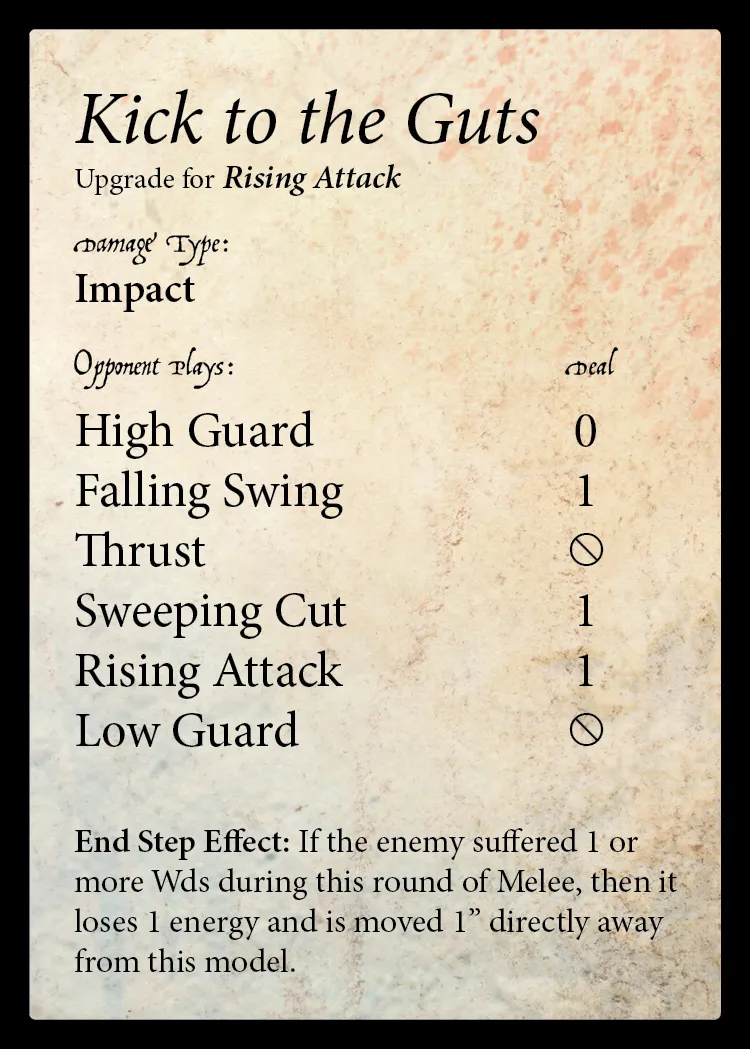 Kick to the Guts
Upgrade for Rising Attack
Damage Type:
Impact
Opponent plays: Deal
High Guard 0
Falling Swing 1
Thrust 🛇
Sweeping Cut 1
Rising Attack 1
Low Guard 🛇
End Step Effect: If the enemy suffered 1 or
more Wds during this round of Melee, then it
loses 1 energy and is moved 1” directly away
from this model.